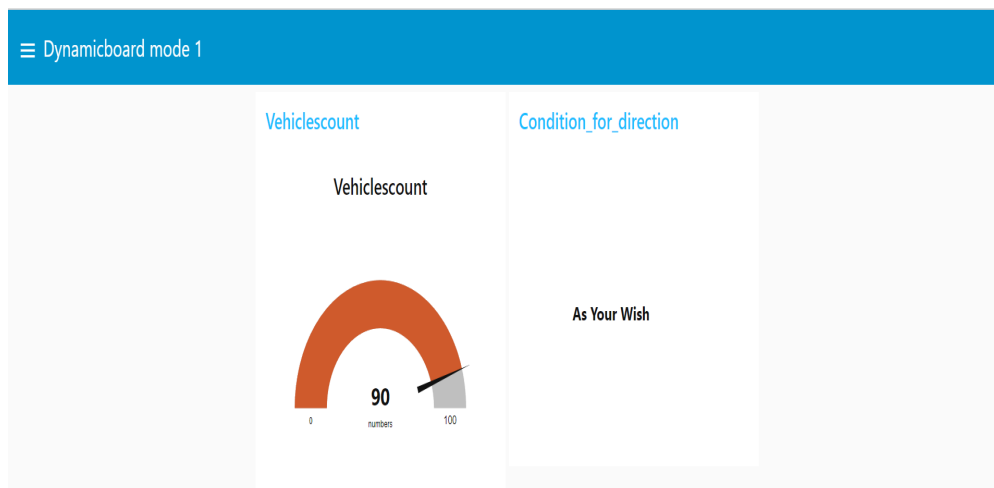 Dynamicboard mode 1
Vehiclescount
Condition_for_direction
Vehiclescount
As Your Wish
90
0
numbers
100